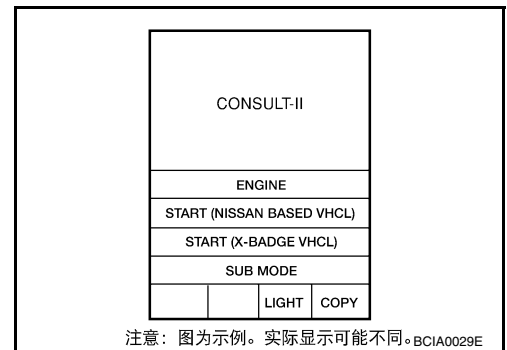 CONSULT-II
ENGINE
START (NISSAN BASED VHCL)
START (X-BADGE VHCL)
SUB MODE
LIGHT COPY
注意：图为示例。实际显示可能不同。BCIA0029E